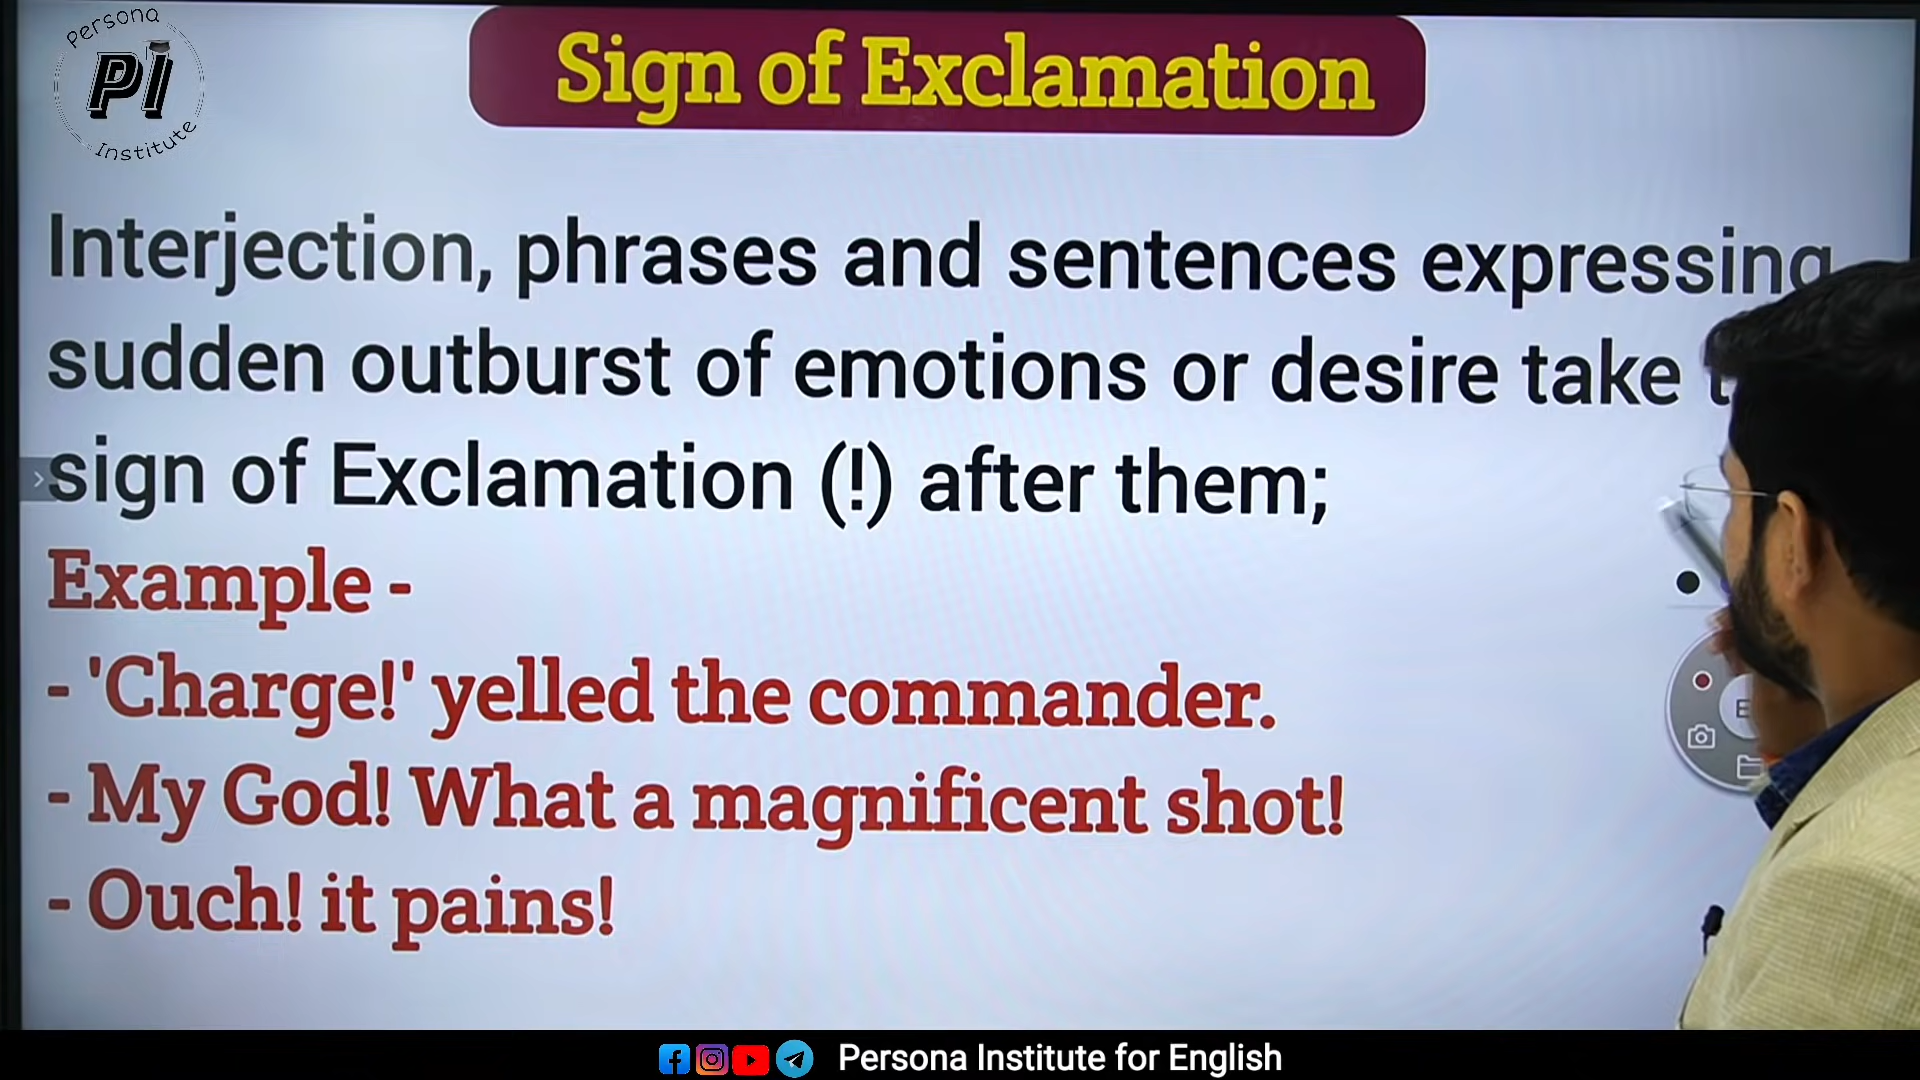 Persona
PI
Institute
Sign of Exclamation
Interjection, phrases and sentences expressing
sudden outburst of emotions or desire take
sign of Exclamation (!) after them;
Example -
- 'Charge!' yelled the commander.
- My God! What a magnificent shot!
- Ouch! it pains!
Persona Institute for English